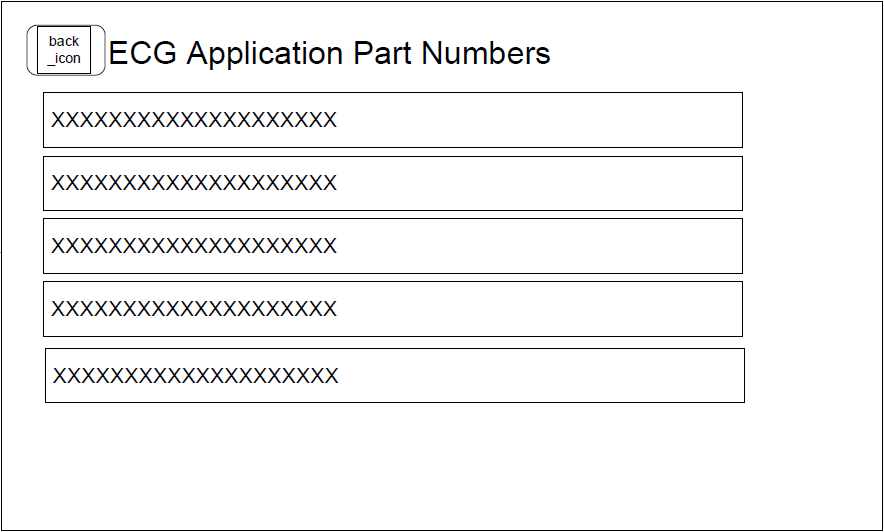 back
_icon
ECG Application Part Numbers
XXXXXXXXXXXXXXXXXXXX
XXXXXXXXXXXXXXXXXXXX
XXXXXXXXXXXXXXXXXXXX
XXXXXXXXXXXXXXXXXXXX
XXXXXXXXXXXXXXXXXXXX